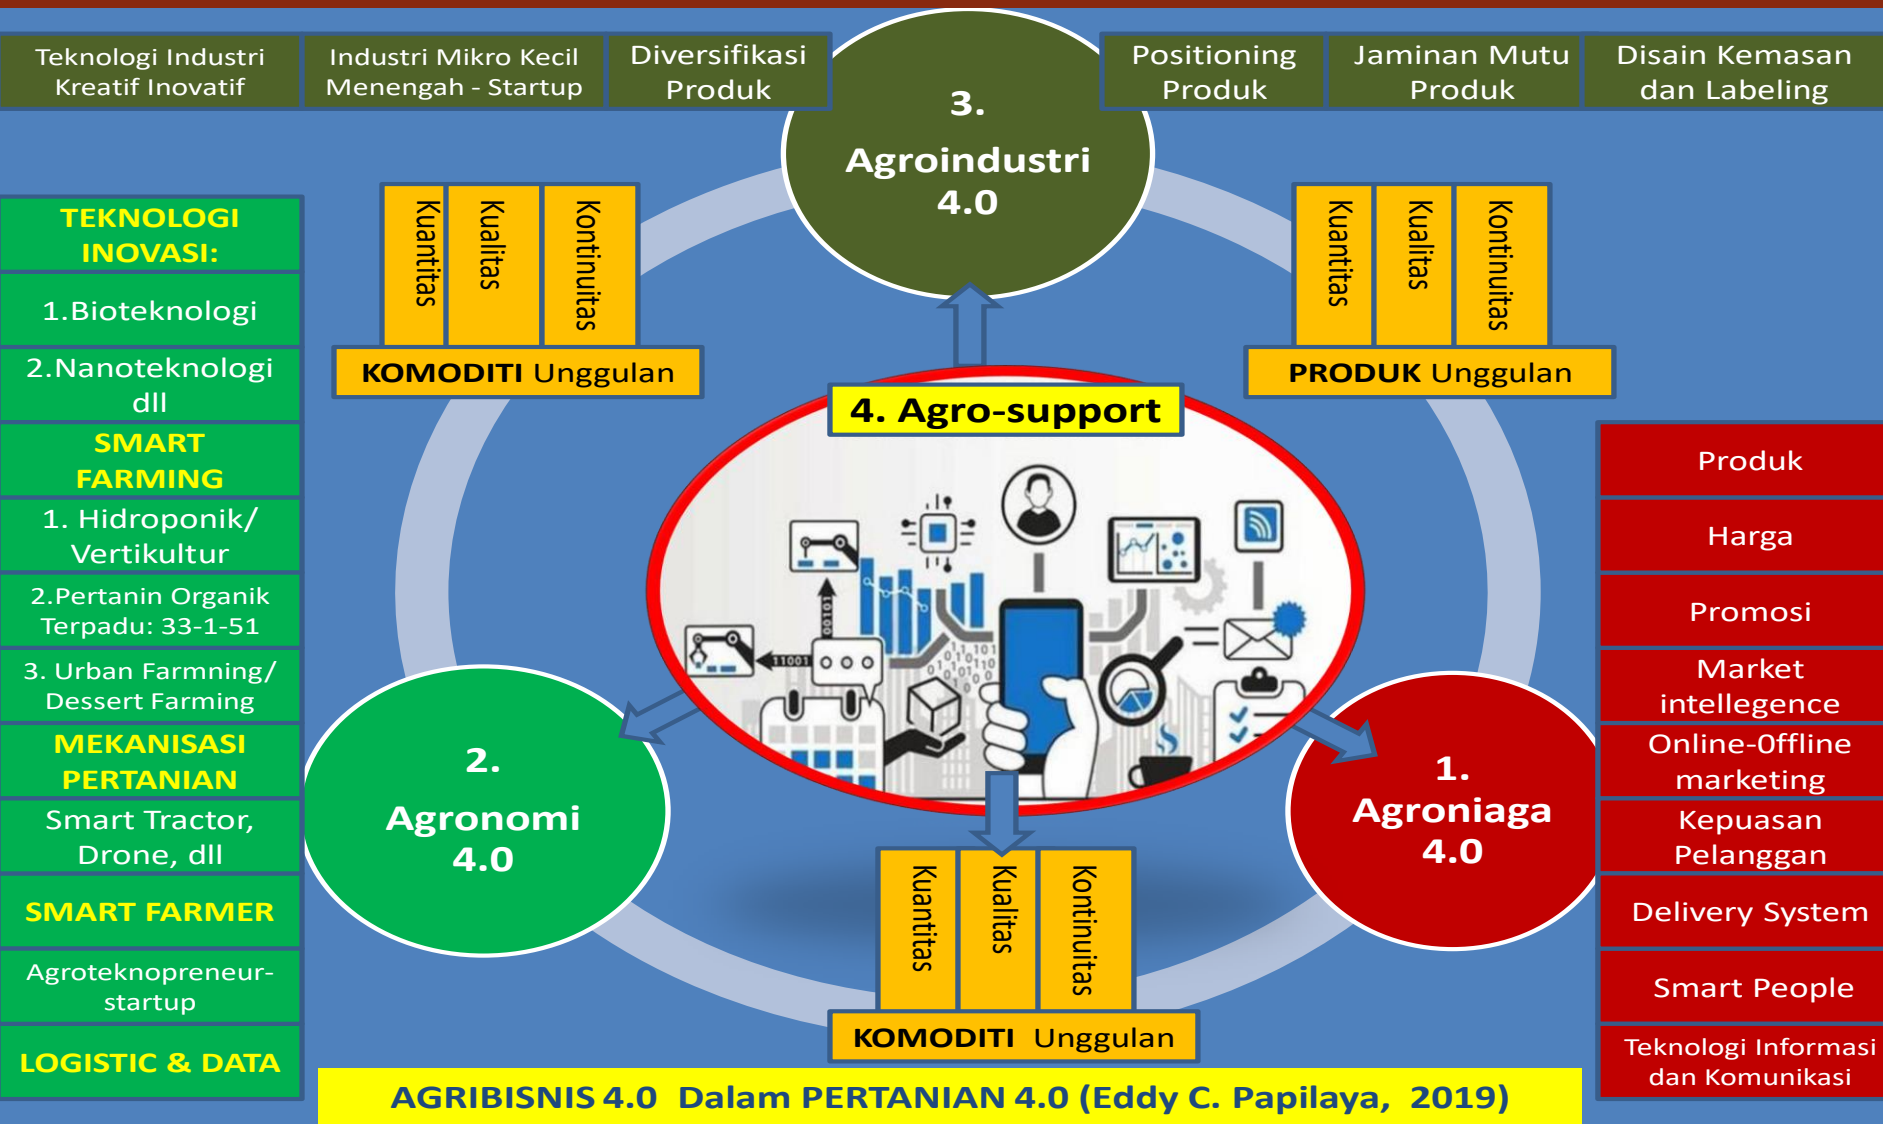 Teknologi Industri
Kreatif Inovatif
Industri Mikro Kecil
Menengah - Startup
Diversifikasi
Produk
3.
Agroindustri
4.0
Positioning
Produk
Jaminan Mutu
Produk
Disain Kemasan
dan Labeling
TEKNOLOGI
INOVASI:
1.Bioteknologi
2.Nanoteknologi
dll
SMART
FARMING
1. Hidroponik/
Vertikultur
2.Pertanin Organik
Terpadu: 33-1-51
3. Urban Farmning/
Dessert Farming
MEKANISASI
PERTANIAN
Smart Tractor,
Drone, dll
SMART FARMER
Agroteknopreneur-
startup
LOGISTIC & DATA
Kuantitas
Kualitas
Kontinuitas
KOMODITI Unggulan
Kuantitas
Kualitas
Kontinuitas
PRODUK Unggulan
4. Agro-support
00101
11001
2.
Agronomi
4.0
1.
Agroniaga
4.0
Kuantitas
Kualitas
Kontinuitas
KOMODITI Unggulan
Produk
Harga
Promosi
Market
intellegence
Online-0ffline
marketing
Kepuasan
Pelanggan
Delivery System
Smart People
Teknologi Informasi
dan Komunikasi
AGRIBISNIS 4.0 Dalam PERTANIAN 4.0 (Eddy C. Papilaya, 2019)